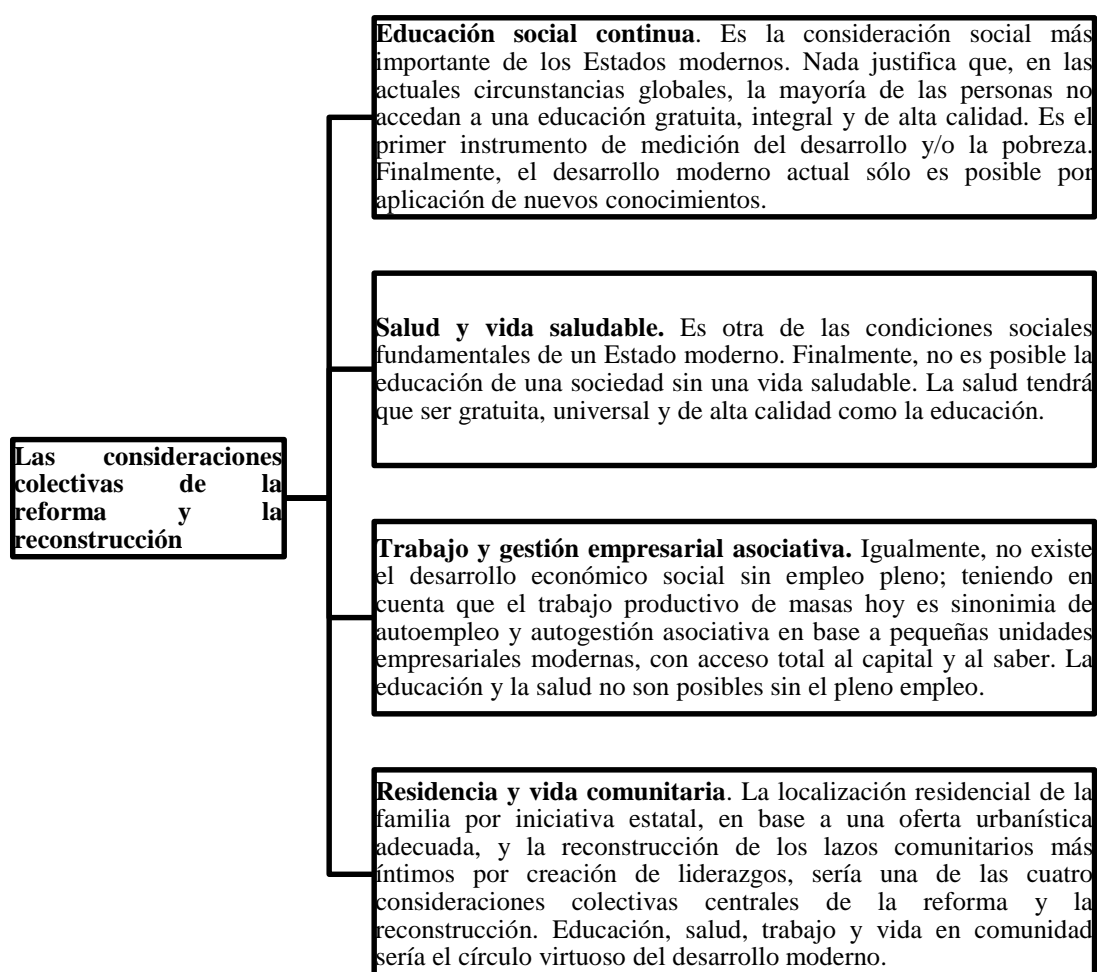 Educación social continua. Es la consideración social más
importante de los Estados modernos. Nada justifica que, en las
actuales circunstancias globales, la mayoría de las personas no
accedan a una educación gratuita, integral y de alta calidad. Es el
primer instrumento de medición del desarrollo y/o la pobreza.
Finalmente, el desarrollo moderno actual sólo es posible por
aplicación de nuevos conocimientos.
Salud y vida saludable. Es otra de las condiciones sociales
fundamentales de un Estado moderno. Finalmente, no es posible la
educación de una sociedad sin una vida saludable. La salud tendrá
que ser gratuita, universal y de alta calidad como la educación.
Las consideraciones
colectivas de la
reforma y la
reconstrucción
Trabajo y gestión empresarial asociativa. Igualmente, no existe
el desarrollo económico social sin empleo pleno; teniendo en
cuenta que el trabajo productivo de masas hoy es sinonimia de
autoempleo y autogestión asociativa en base a pequeñas unidades
empresariales modernas, con acceso total al capital y al saber. La
educación y la salud no son posibles sin el pleno empleo.
Residencia y vida comunitaria. La localización residencial de la
familia por iniciativa estatal, en base a una oferta urbanística
adecuada, y la reconstrucción de los lazos comunitarios más
íntimos por creación de liderazgos, sería una de las cuatro
consideraciones colectivas centrales de la reforma y la
reconstrucción. Educación, salud, trabajo y vida en comunidad
sería el círculo virtuoso del desarrollo moderno.